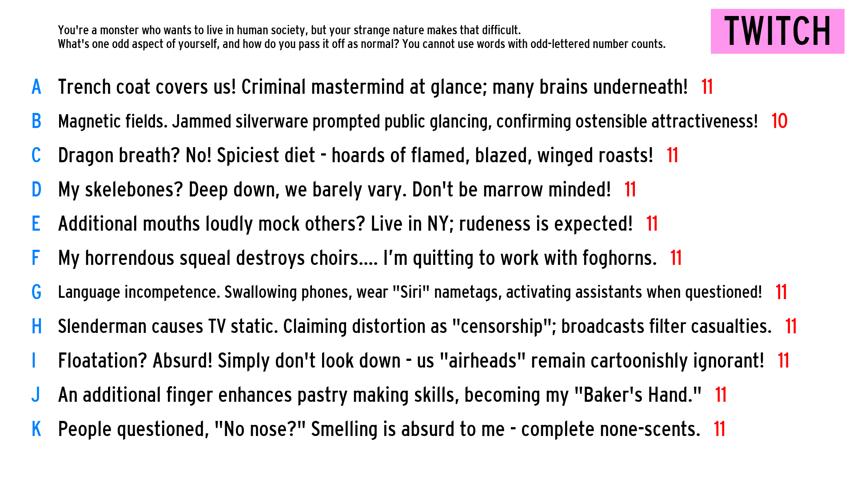 You're a monster who wants to live in human society, but your strange nature makes that difficult.
What's one odd aspect of yourself, and how do you pass it off as normal? You cannot use words with odd-lettered number counts.
TWITCH
A Trench coat covers us! Criminal mastermind at glance; many brains underneath! 11
B Magnetic fields. Jammed silverware prompted public glancing, confirming ostensible attractiveness! 10
C Dragon breath? No! Spiciest diet - hoards of flamed, blazed, winged roasts! 11
D My skelebones? Deep down, we barely vary. Don't be marrow minded! 11
E Additional mouths loudly mock others? Live in NY; rudeness is expected! 11
F My horrendous squeal destroys choirs.... I'm quitting to work with foghorns. 11
G Language incompetence. Swallowing phones, wear "Siri" nametags, activating assistants when questioned! 11
H Slenderman causes TV static. Claiming distortion as "censorship"; broadcasts filter casualties. 11
I Floatation? Absurd! Simply don't look down - us "airheads" remain cartoonishly ignorant! 11
J An additional finger enhances pastry making skills, becoming my "Baker's Hand." 11
K People questioned, "No nose?" Smelling is absurd to me - complete none-scents. 11